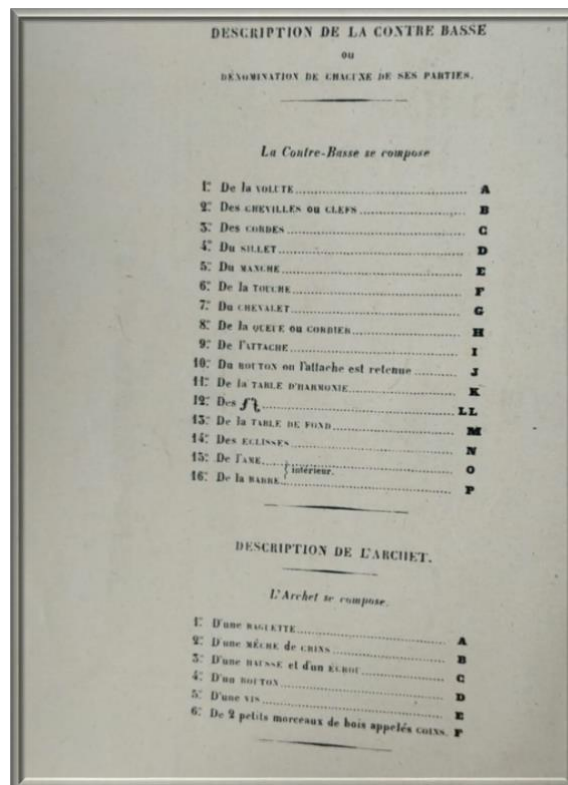 DESCRIPTION DE LA CONTRE BASSE
OU
DÉNOMINATION DE CHACUNE DE SES PARTIES.
La Contre-Basse se compose
1.º De la VOLUTE A
2.º Des CHEVILLES ou CLEFS B
3.º Des CORDES C
4.º Du SILLET D
5.º Du MANCHE E
6.º De la TOUCHE F
7.º Du CHEVALET G
8.º De la QUEUE ou CORDIER H
9.º De l'ATTACHE I
10.º Du BOUTON ou l'attache est retenue J
11.º De la TABLE D'HARMONIE K
12.º Des ƒƒ LL
13.º De la TABLE DE FOND M
14.º Des ECLISSES N
15.º De l'AME O
intérieur.
16.º De la BARRE P
DESCRIPTION DE L'ARCHET.
L'Archet se compose.
1.º D'une BAGUETTE A
2.º D'une MÈCHE de CRINS B
3.º D'une HAUSSE et d'un ÉCROU C
4.º D'un BOUTON D
5.º D'une VIS E
6.º De 2 petits morceaux de bois appelés COINS. F